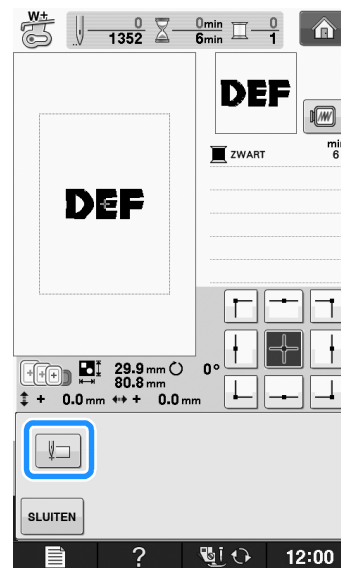 W+
0
1352
0min
6min
0
1
DEF
ZWART
min
6
DEF
29.9 mm 0°
80.8 mm
+ 0.0 mm + 0.0 mm
SLUITEN
? 12:00